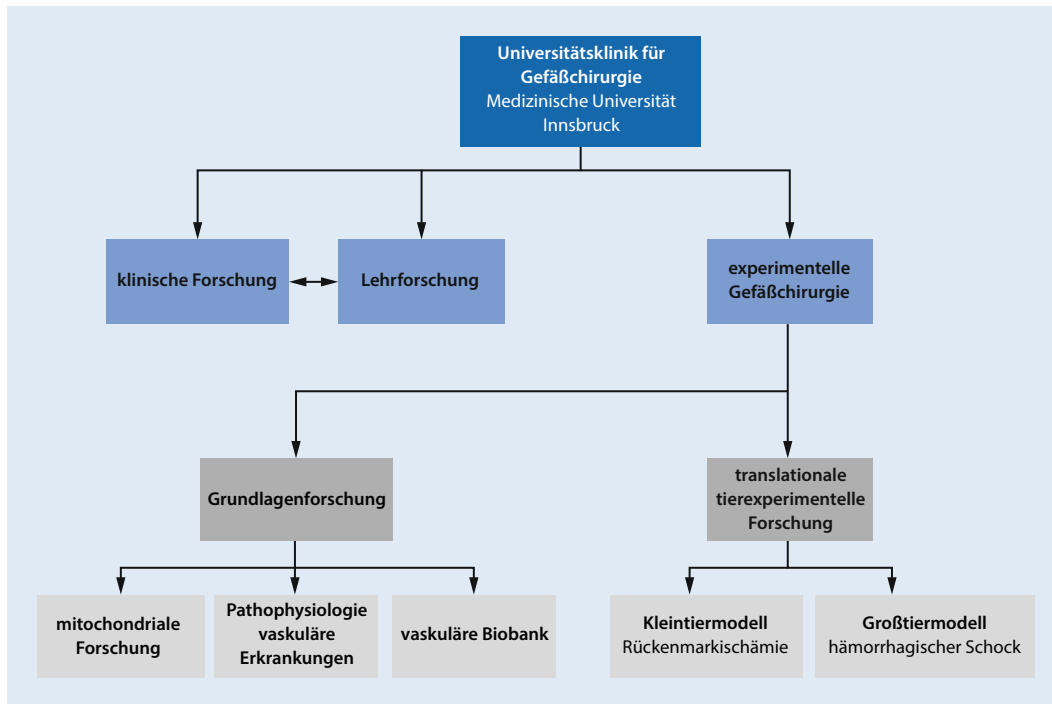 Universitätsklinik für
Gefäßchirurgie
Medizinische Universität
Innsbruck
klinische Forschung
Lehrforschung
experimentelle
Gefäßchirurgie
Grundlagenforschung
translationale
tierexperimentelle
Forschung
mitochondriale
Forschung
Pathophysiologie
vaskuläre
Erkrankungen
vaskuläre Biobank
Kleintiermodell
Rückenmarkischämie
Großtiermodell
hämorrhagischer Schock